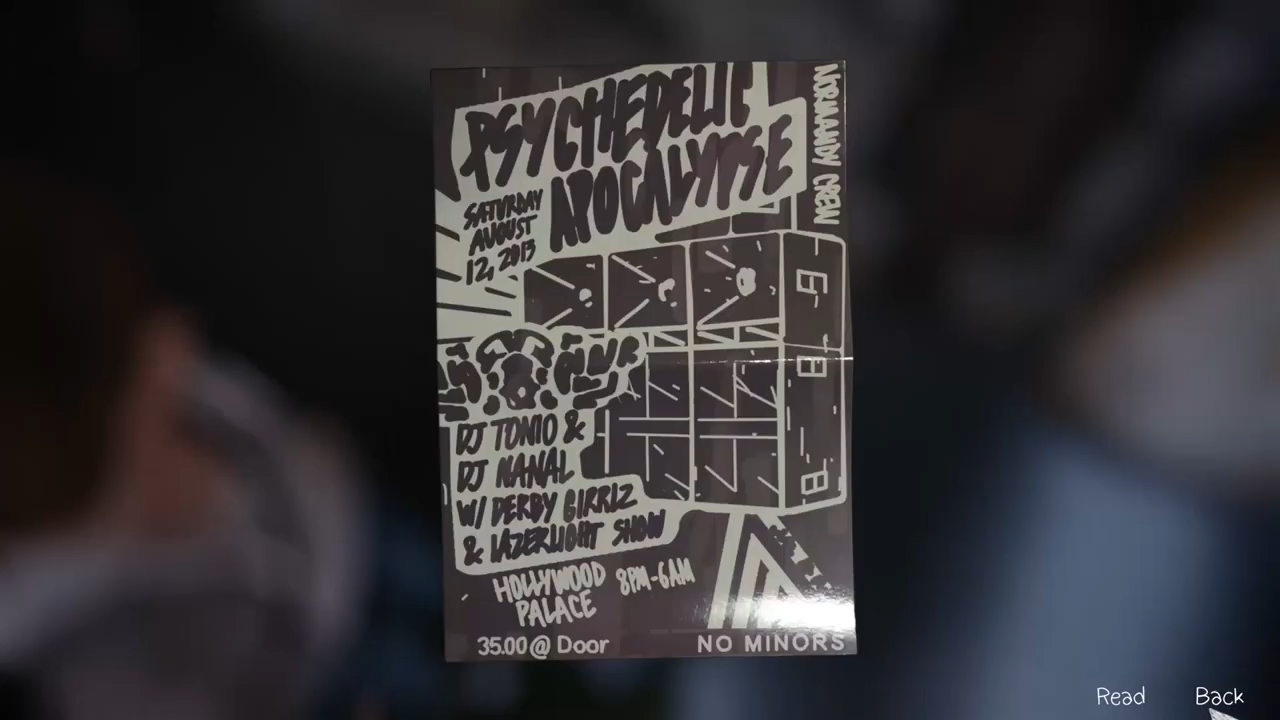 PSYCHEDELIC
APOCALYPSE
NORMANDY CREW
SATURDAY
AUGUST
12, 2013
DJ TONIO &
DJ NANAL
W/ DERBY GIRRLZ
& LAZERLIGHT SHOW
HOLLYWOOD
PALACE
8PM-6AM
35.00@ Door
NO MINORS
Read
Back